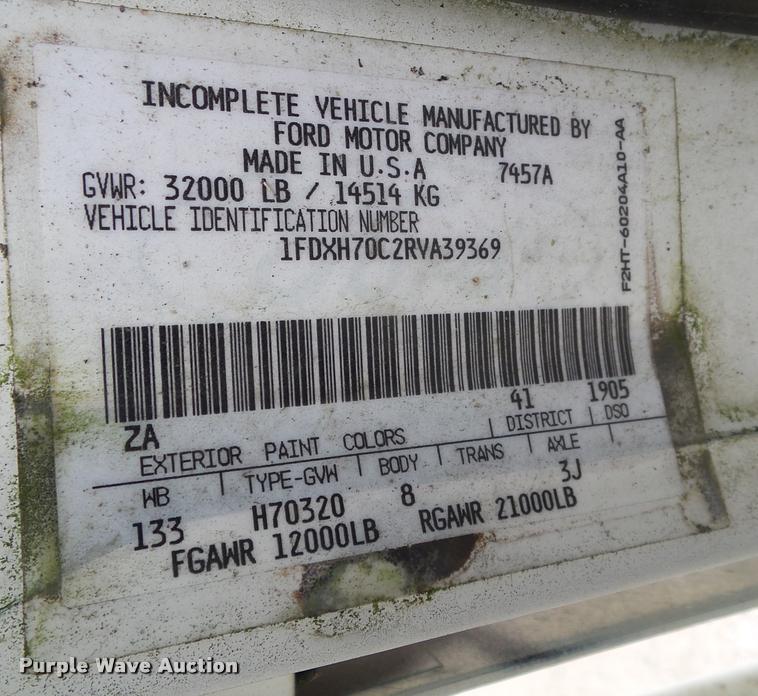 INCOMPLETE VEHICLE MANUFACTURED BY
FORD MOTOR COMPANY
MADE IN U.S.A 7457A
GVWR: 32000 LB / 14514 KG
VEHICLE IDENTIFICATION NUMBER
1FDXH70C2RVA39369
F2HT-60204A10-AA
ZA 41 1905
EXTERIOR PAINT COLORS DISTRICT DSO
WB TYPE-GVW BODY TRANS AXLE
133 H70320 8 3J
FGAWR 12000LB RGAWR 21000LB
Purple Wave Auction